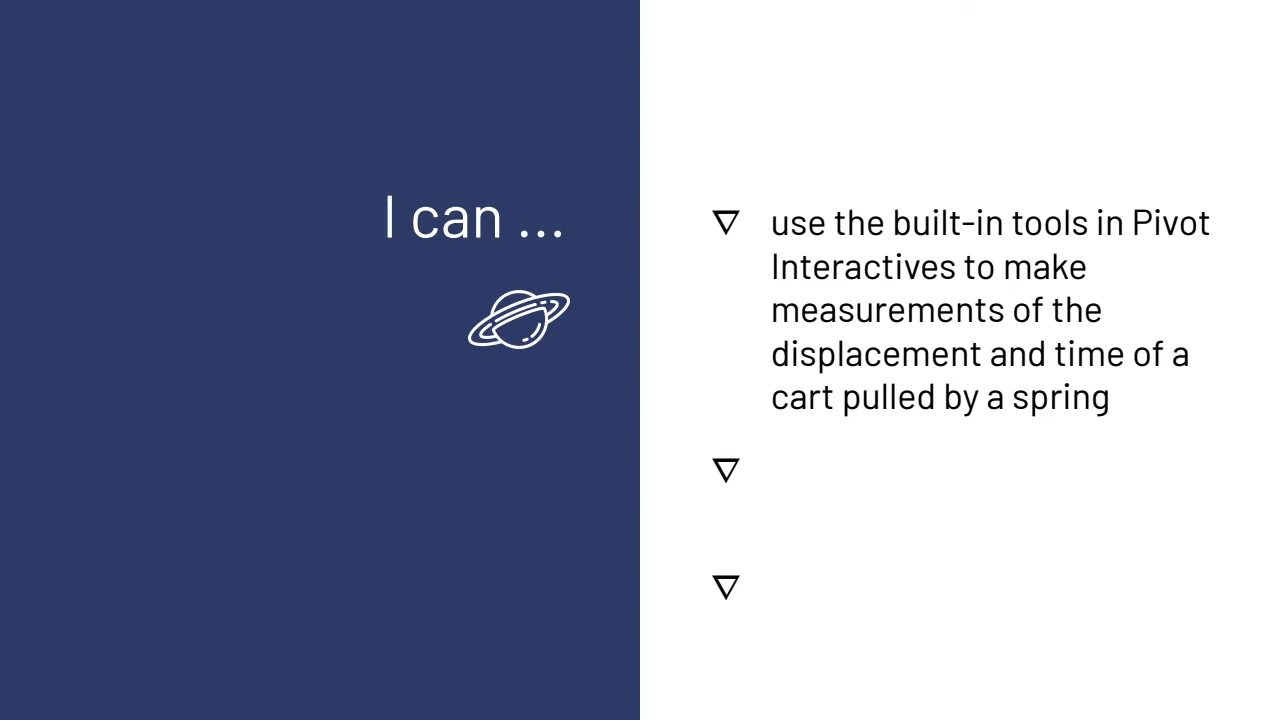 I can ...
use the built-in tools in Pivot
Interactives to make
measurements of the
displacement and time of a
cart pulled by a spring